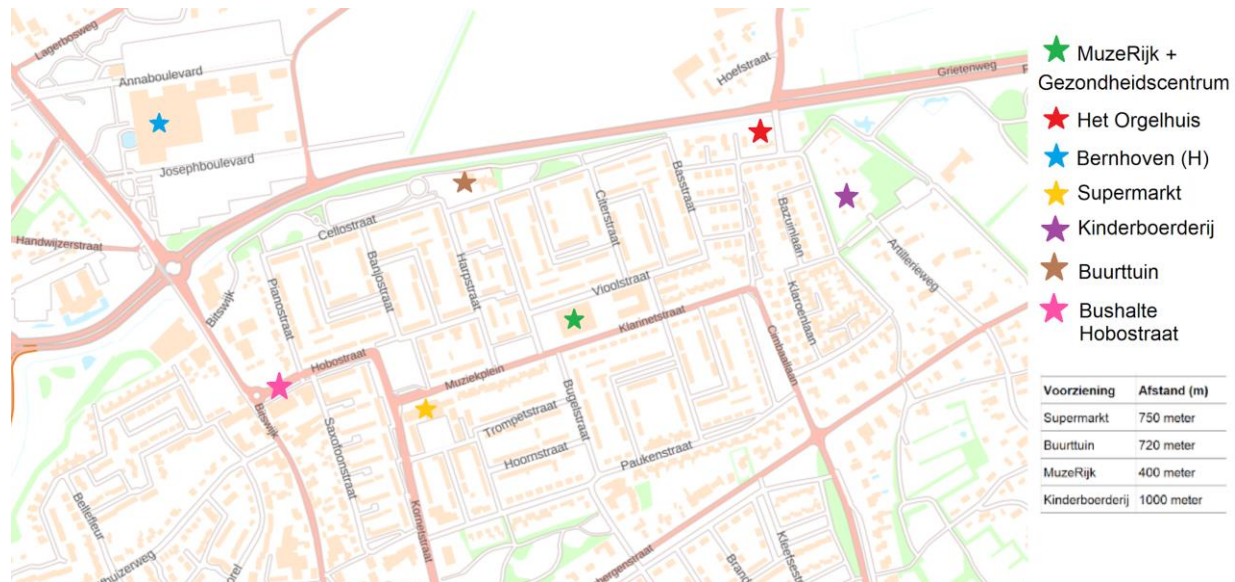 Lagerbosweg
Annaboulevard
Josephboulevard
Handwijzerstraat
Bitswijk
Pianostraat
Cellostraat
Banjostraat
Harpstraat
Citerstraat
Basstraat
Hoefstraat
Grietenweg
Bazuinlaan
Artillerieweg
Vioolstraat
Klarinetstraat
Klaroenlaan
Cimbaallaan
Hobostraat
Muziekplein
Bitswijk
Saxofoonstraat
Trompetstraat
Bugelstraat
Hoornstraat
Paukenstraat
Kornetstraat
Bellefleur
MuzeRijk +
Gezondheidscentrum
Het Orgelhuis
Bernhoven (H)
Supermarkt
Kinderboerderij
Buurttuin
Bushalte
Hobostraat
Voorziening Afstand (m)
Supermarkt 750 meter
Buurttuin 720 meter
MuzeRijk 400 meter
Kinderboerderij 1000 meter